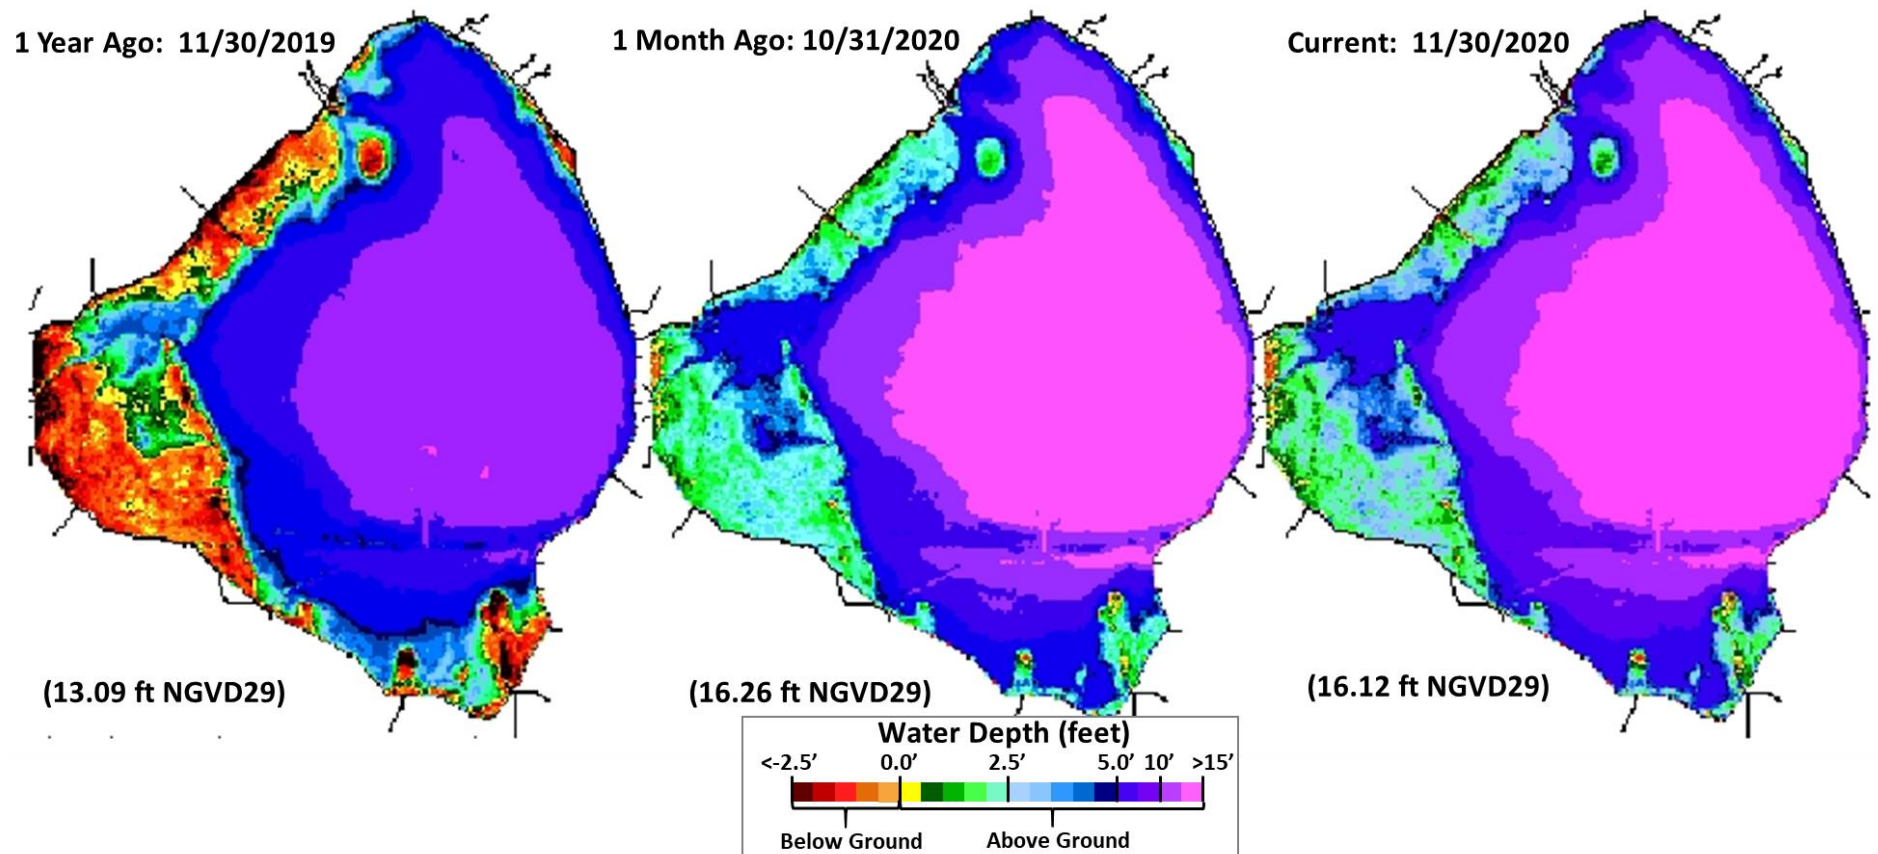 1 Year Ago:  11/30/2019
1 Month Ago: 10/31/2020
Current:  11/30/2020
(13.09 ft NGVD29)
(16.26 ft NGVD29)
(16.12 ft NGVD29)
Water Depth (feet)
<-2.5’ 0.0’ 2.5’ 5.0’ 10’ >15’
Below Ground Above Ground